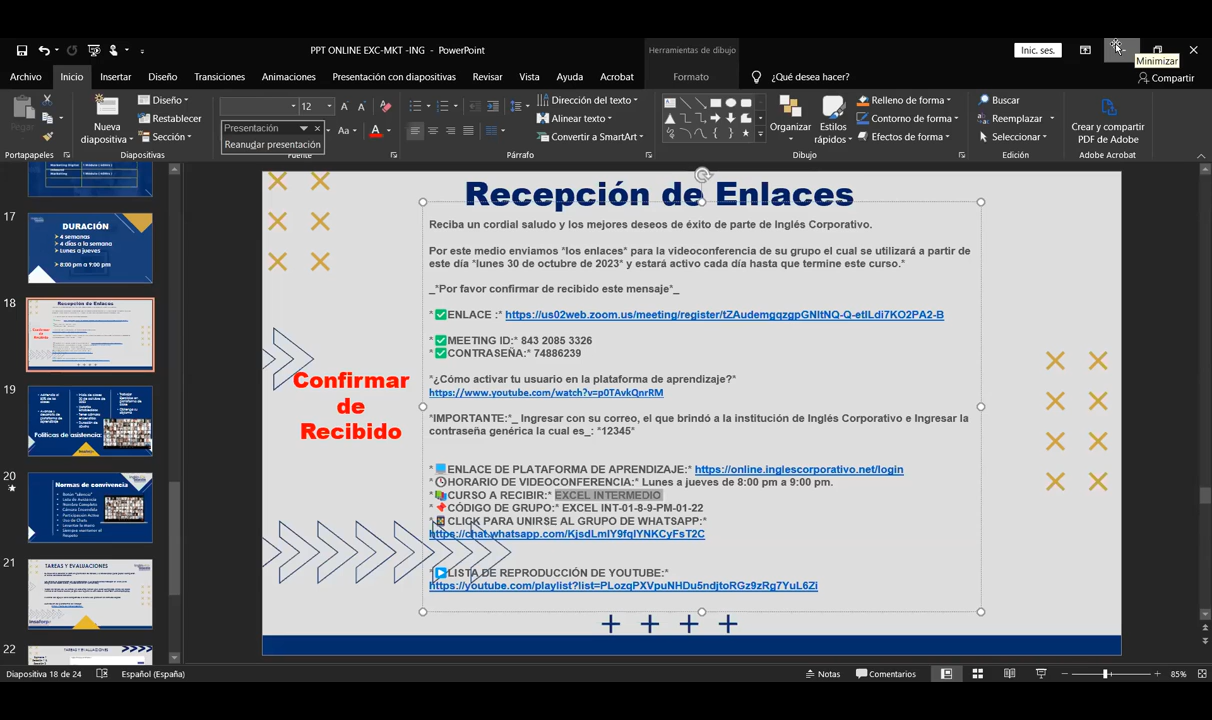 PPT ONLINE EXC-MKT -ING - PowerPoint
Herramientas de dibujo
Inic. ses.
Minimizar
Archivo Inicio Insertar Diseño Transiciones Animaciones Presentación con diapositivas Revisar Vista Ayuda Acrobat Formato ¿Qué desea hacer? Compartir
Pegar
Nueva diapositiva
Diseño
Restablecer
Sección
12
Presentación
Reanudar presentación
Dirección del texto
Alinear texto
Convertir a SmartArt
Organizar
Estilos rápidos
Relleno de forma
Contorno de forma
Efectos de forma
Buscar
Reemplazar
Seleccionar
Crear y compartir PDF de Adobe
Portapapeles Diapositivas Fuente Párrafo Dibujo Edición Adobe Acrobat
17
DURACIÓN
4 semanas
4 días a la semana
Lunes a jueves
8:00 pm a 9:00 pm
18
Recepción de Enlaces
Confirmar de Recibido
19
Políticas de asistencia:
20
Normas de convivencia
21
TAREAS Y EVALUACIONES
22
TAREAS Y EVALUACIONES
Recepción de Enlaces
Reciba un cordial saludo y los mejores deseos de éxito de parte de Inglés Corporativo.
Por este medio enviamos *los enlaces* para la videoconferencia de su grupo el cual se utilizará a partir de
este día *lunes 30 de octubre de 2023* y estará activo cada día hasta que termine este curso.*
_*Por favor confirmar de recibido este mensaje*_
*✅ENLACE :* https://us02web.zoom.us/meeting/register/tZAudemgqzgpGNItNQ-Q-etlLdi7KO2PA2-B
*✅MEETING ID:* 843 2085 3326
*✅CONTRASEÑA:* 74886239
*¿Cómo activar tu usuario en la plataforma de aprendizaje?*
https://www.youtube.com/watch?v=p0TAvkQnrRM
*IMPORTANTE:*_ Ingresar con su correo, el que brindó a la institución de Inglés Corporativo e Ingresar la
contraseña genérica la cual es_: *12345*
*💻ENLACE DE PLATAFORMA DE APRENDIZAJE:* https://online.inglescorporativo.net/login
*🕓HORARIO DE VIDEOCONFERENCIA:* Lunes a jueves de 8:00 pm a 9:00 pm.
*📚CURSO A RECIBIR:* EXCEL INTERMEDIO
*📌CÓDIGO DE GRUPO:* EXCEL INT-01-8-9-PM-01-22
*📱CLICK PARA UNIRSE AL GRUPO DE WHATSAPP:*
https://chat.whatsapp.com/KjsdLmlY9fqIYNKCyFsT2C
*▶️LISTA DE REPRODUCCIÓN DE YOUTUBE:*
https://youtube.com/playlist?list=PLozqPXVpuNHDu5ndjtoRGz9zRg7YuL6Zi
Confirmar
de
Recibido
Diapositiva 18 de 24 Español (España) Notas Comentarios 85%